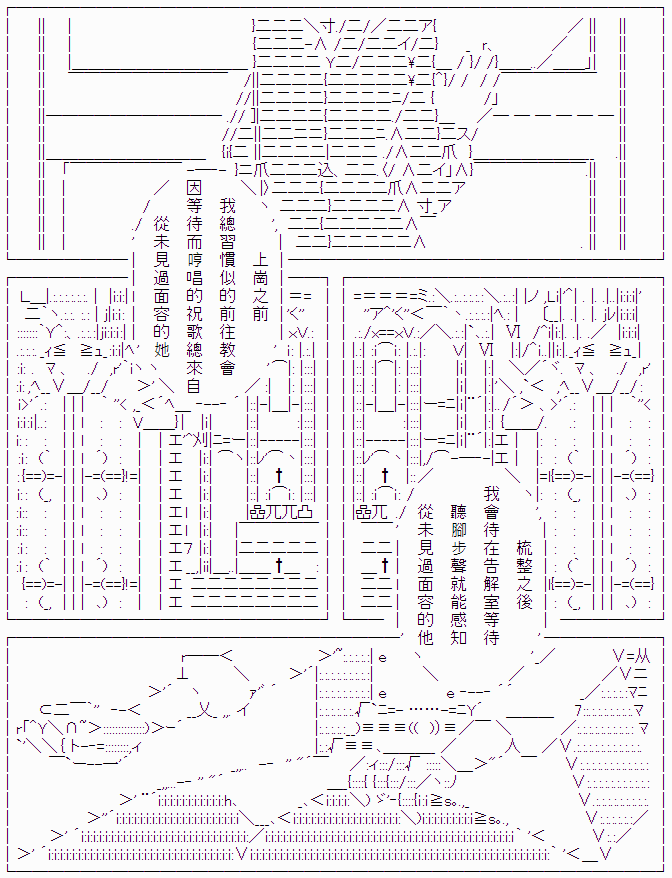 上崗之前
我總習慣似的前往教會
因等待而哼唱的祝歌總來自
從未見過面容的她
梳整之後
我會待在告解室等待
聽腳步聲就能感知
從未見過面容的他